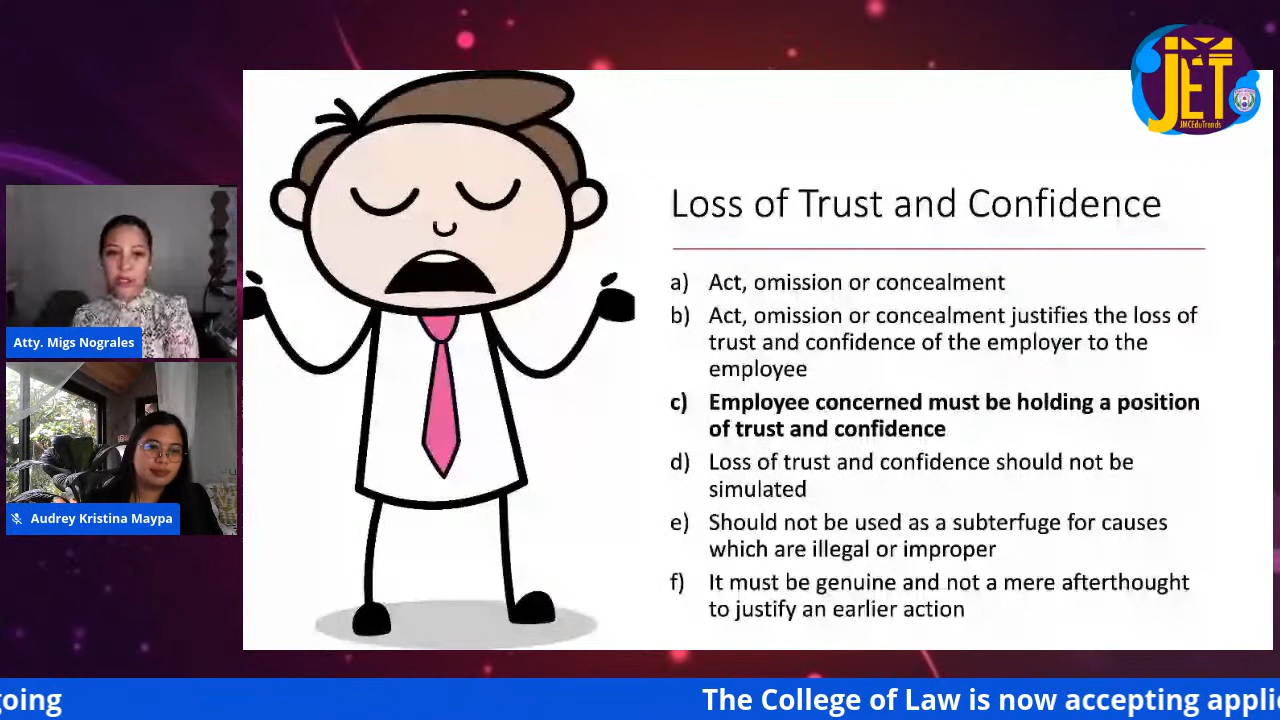 JMC
JET
JMCEduTrends
Loss of Trust and Confidence
a) Act, omission or concealment
b) Act, omission or concealment justifies the loss of
trust and confidence of the employer to the
employee
c) Employee concerned must be holding a position
of trust and confidence
d) Loss of trust and confidence should not be
simulated
e) Should not be used as a subterfuge for causes
which are illegal or improper
f) It must be genuine and not a mere afterthought
to justify an earlier action
Atty. Migs Nograles
Audrey Kristina Maypa
going
The College of Law is now accepting appli